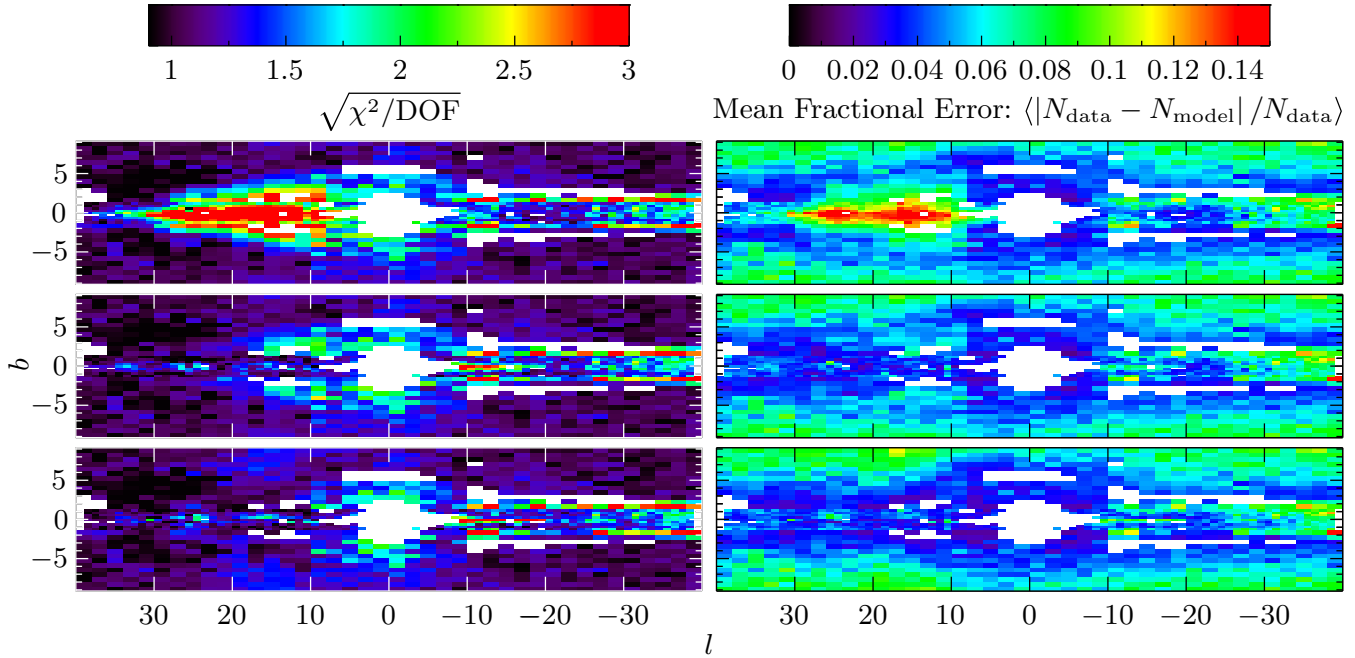 1 1.5 2 2.5 3 0 0.02 0.04 0.06 0.08 0.1 0.12 0.14
√χ²/DOF Mean Fractional Error: ⟨|N_data − N_model| /N_data⟩
5
0
−5
5
b 0
−5
5
0
−5
30 20 10 0 −10 −20 −30 30 20 10 0 −10 −20 −30
l